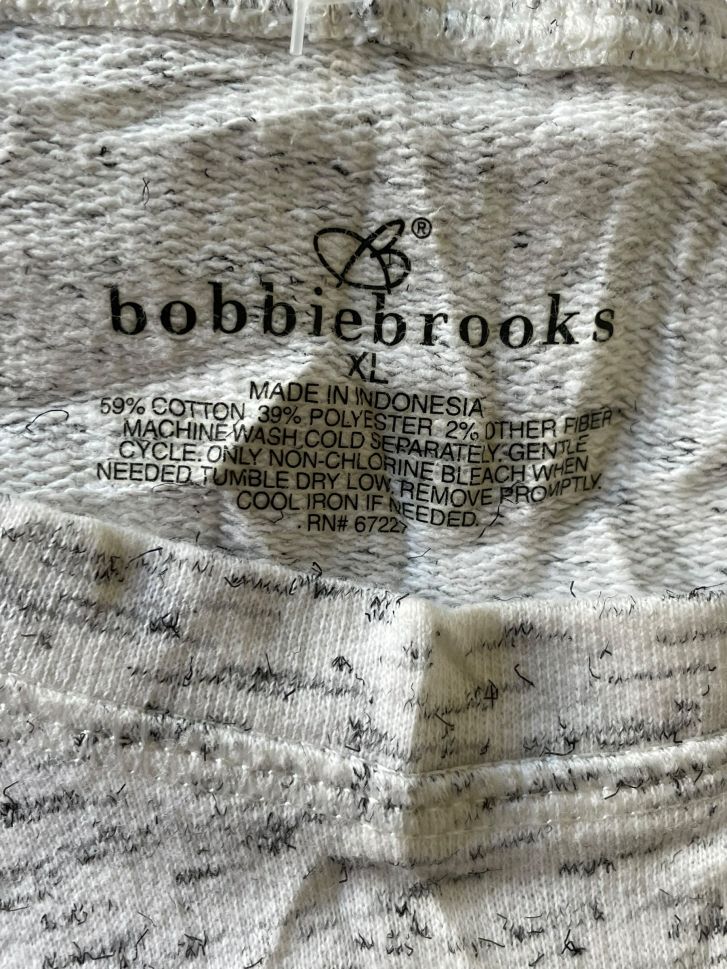 ®
bobbiebrooks
XL
MADE IN INDONESIA
59% COTTON 39% POLYESTER 2% OTHER FIBER
MACHINE WASH COLD SEPARATELY. GENTLE
CYCLE. ONLY NON-CHLORINE BLEACH WHEN
NEEDED. TUMBLE DRY LOW. REMOVE PROMPTLY.
COOL IRON IF NEEDED.
RN#